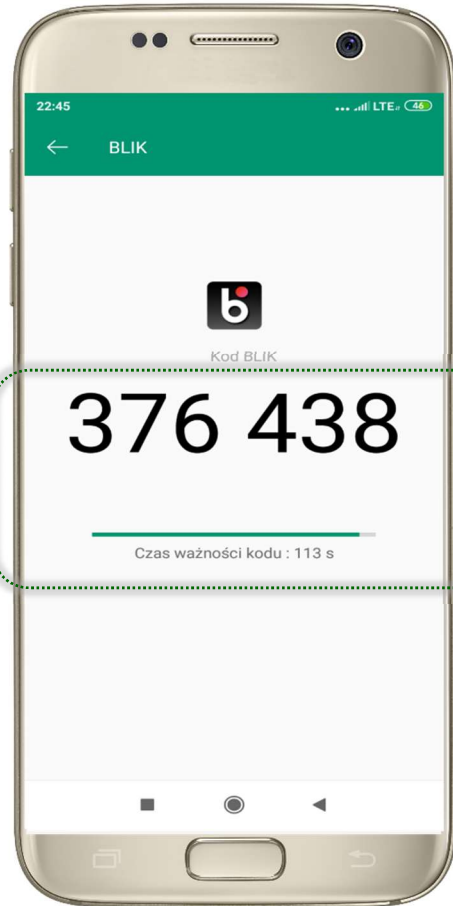 22:45 LTE 46
BLIK
b
Kod BLIK
376 438
Czas ważności kodu : 113 s